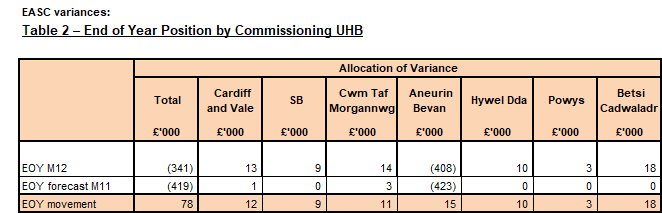 EASC variances:
Table 2 – End of Year Position by Commissioning UHB
Allocation of Variance
Total Cardiff and Vale SB Cwm Taf Morgannwg Aneurin Bevan Hywel Dda Powys Betsi Cadwaladr
£'000 £'000 £'000 £'000 £'000 £'000 £'000 £'000
EOY M12 (341) 13 9 14 (408) 10 3 18
EOY forecast M11 (419) 1 0 3 (423) 0 0 0
EOY movement 78 12 9 11 15 10 3 18